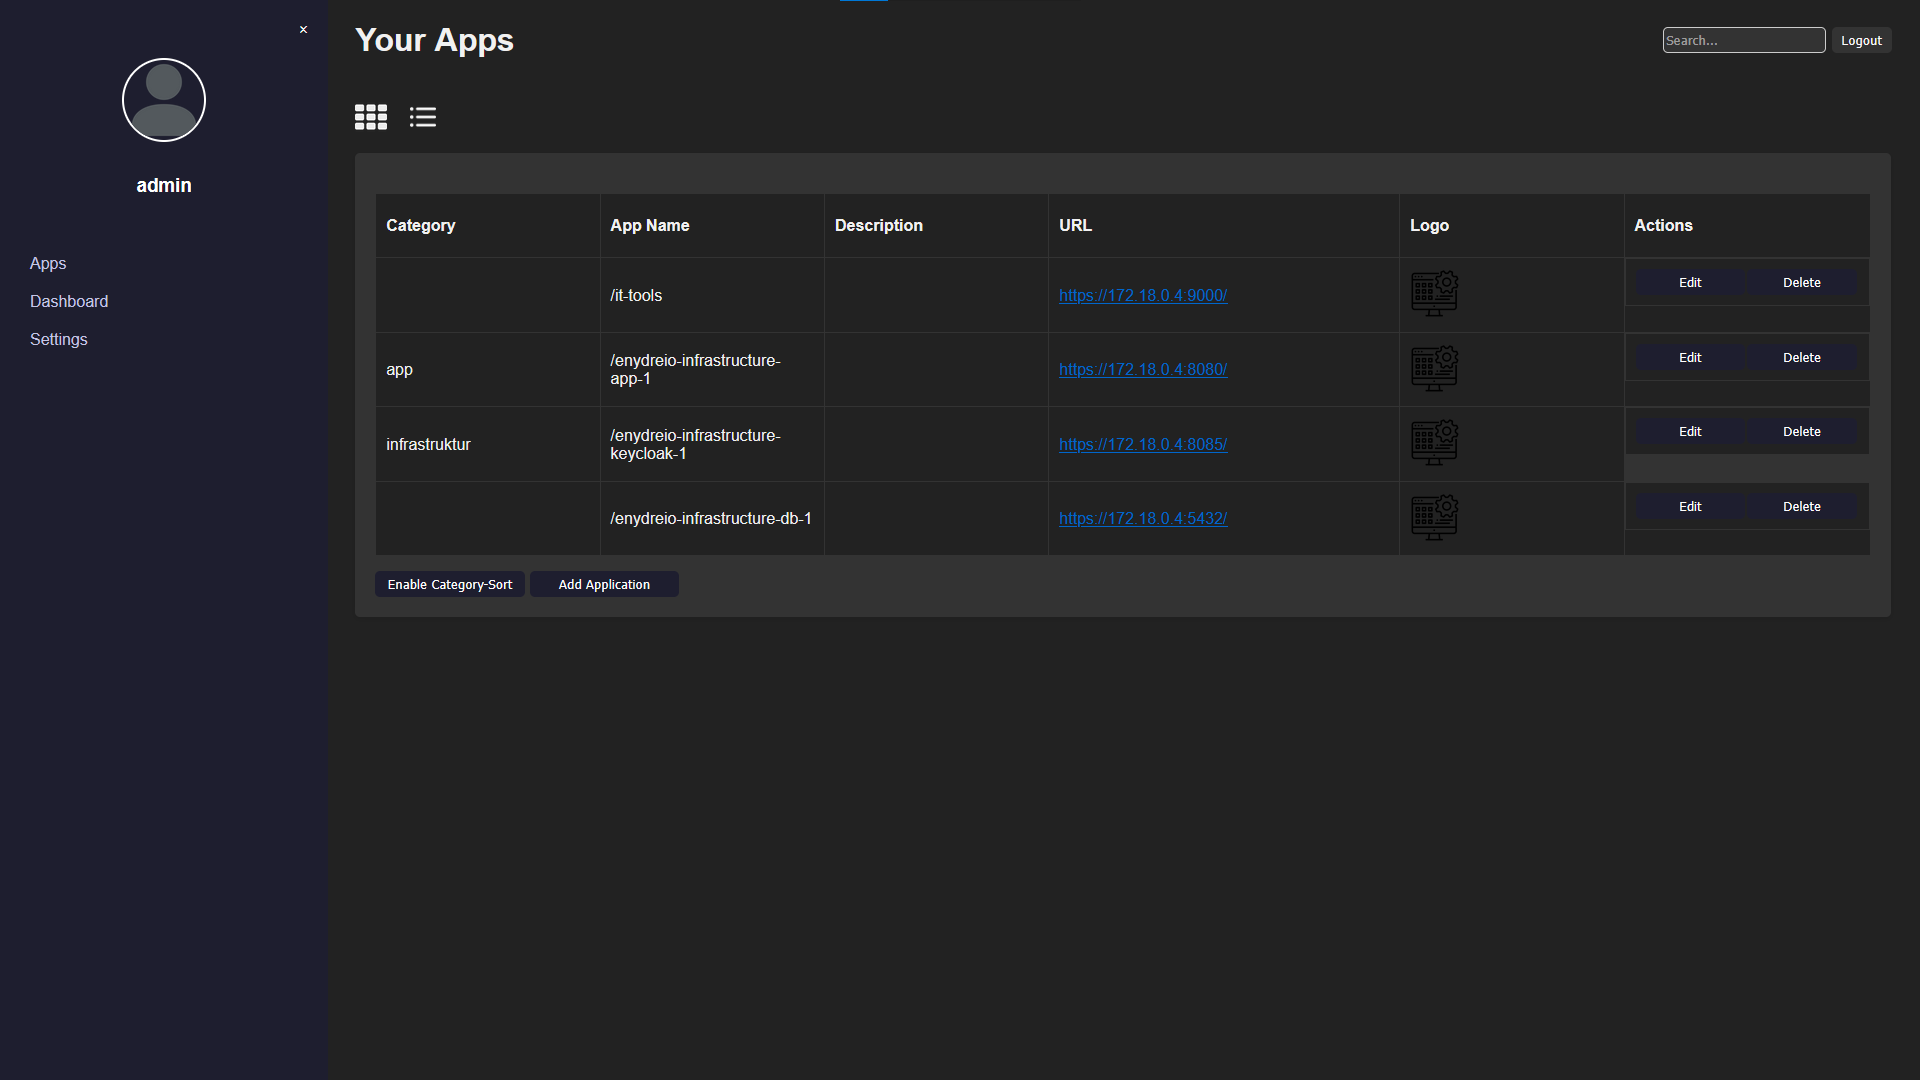 ×
Your Apps
Search...
Logout
admin
Apps
Dashboard
Settings
Category
App Name
Description
URL
Logo
Actions
/it-tools
https://172.18.0.4:9000/
Edit
Delete
app
/enydreio-infrastructure-
app-1
https://172.18.0.4:8080/
Edit
Delete
infrastruktur
/enydreio-infrastructure-
keycloak-1
https://172.18.0.4:8085/
Edit
Delete
/enydreio-infrastructure-db-1
https://172.18.0.4:5432/
Edit
Delete
Enable Category-Sort
Add Application